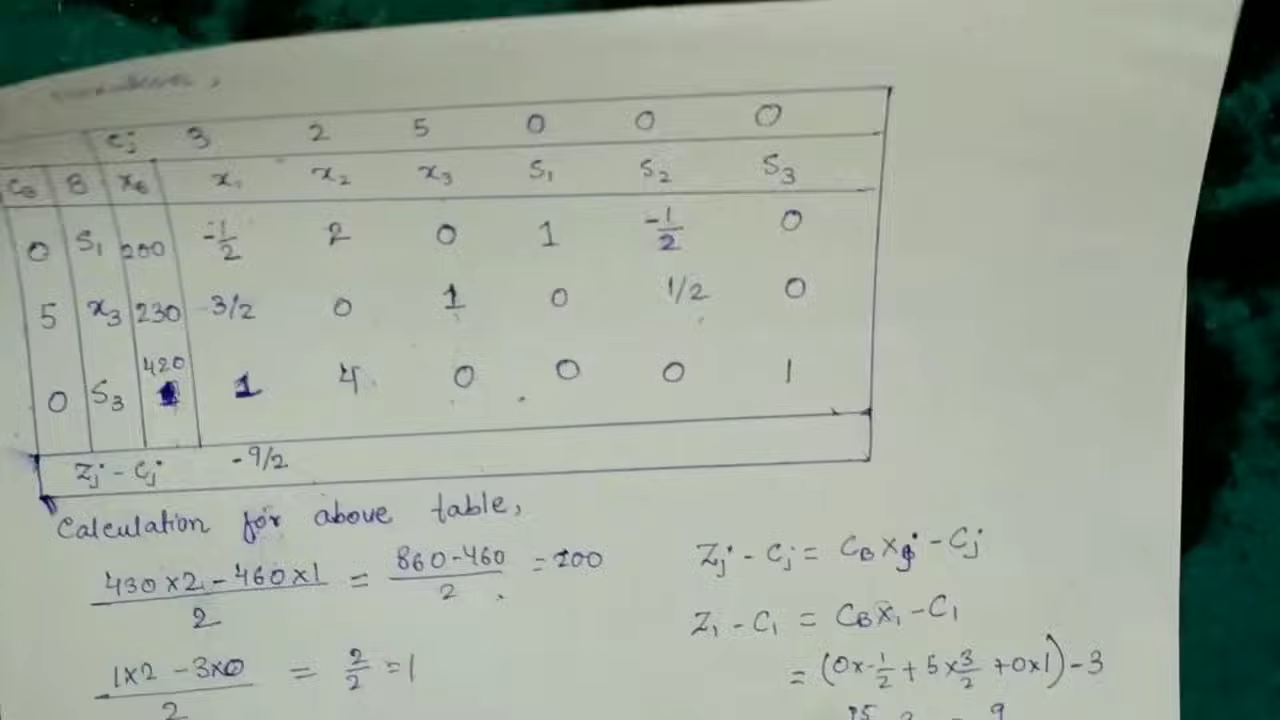 Cj 3 2 5 0 0 0
CB B XB x1 x2 x3 S1 S2 S3
0 S1 200 -1/2 2 0 1 -1/2 0
5 x3 230 3/2 0 1 0 1/2 0
0 S3 420 1 4 0 0 0 1
Zj - Cj -9/2
Calculation for above table,
(430×2 - 460×1)/2 = (860-460)/2 = 200
(1×2 - 3×0)/2 = 2/2 = 1
Zj - Cj = CB Xj - Cj
Z1 - C1 = CB X1 - C1
= (0×-1/2 + 5×3/2 + 0×1) - 3